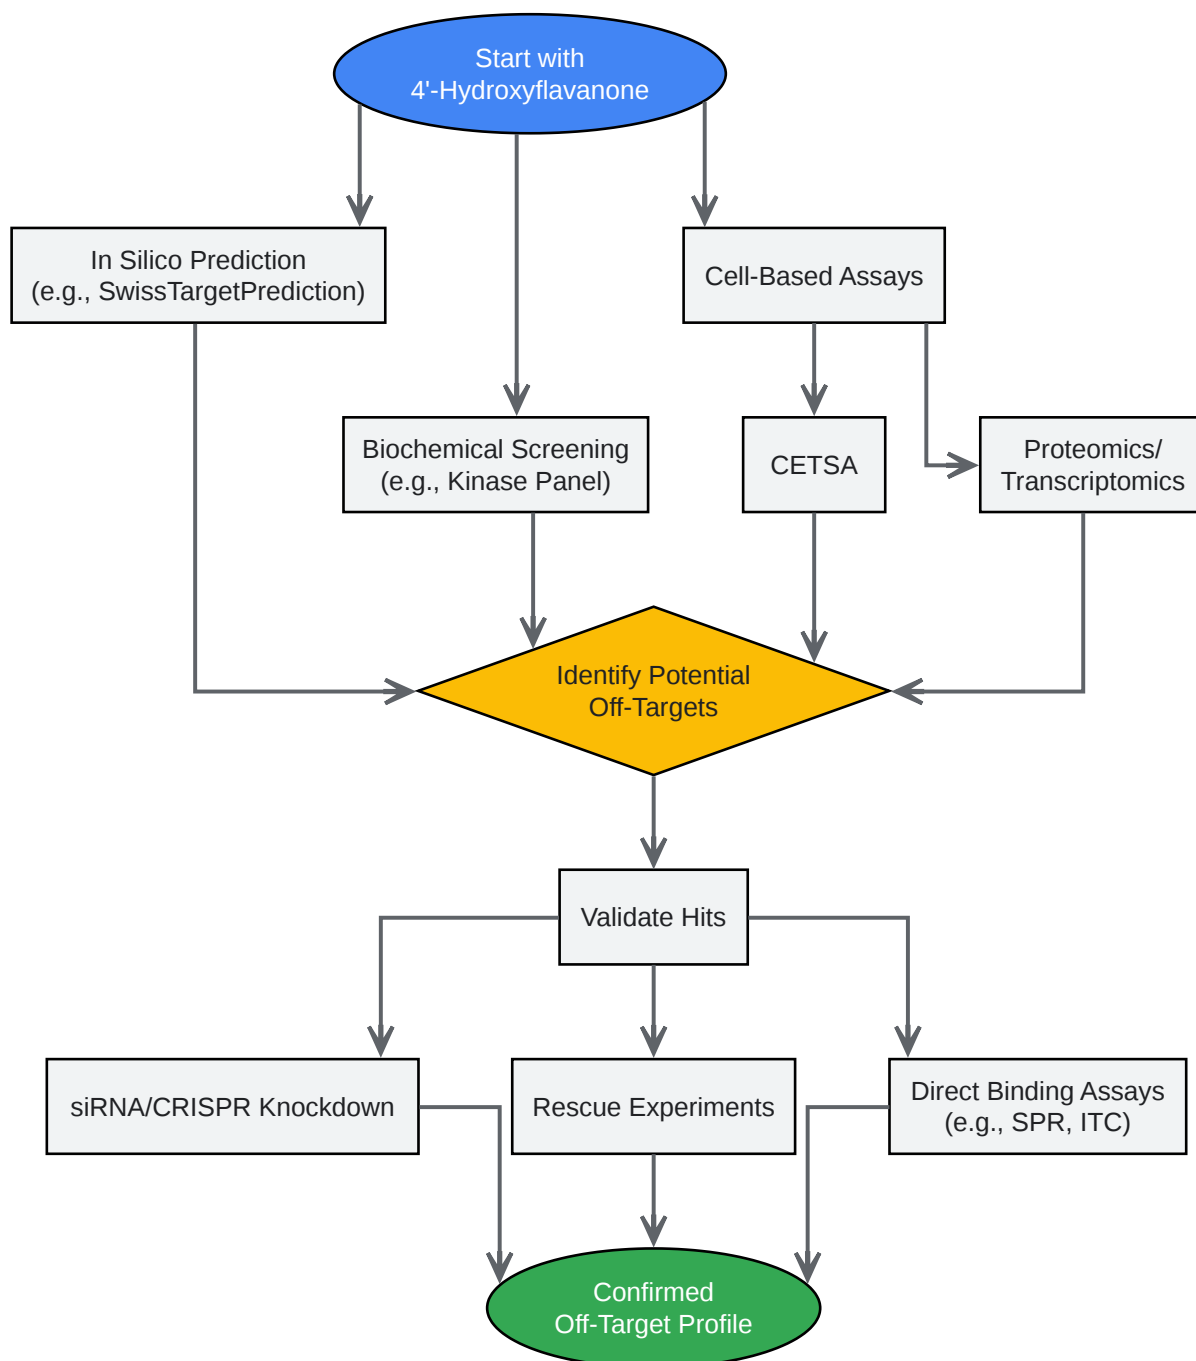 Start with
4'-Hydroxyflavanone
In Silico Prediction
(e.g., SwissTargetPrediction)
Cell-Based Assays
Biochemical Screening
(e.g., Kinase Panel)
CETSA
Proteomics/
Transcriptomics
Identify Potential
Off-Targets
Validate Hits
siRNA/CRISPR Knockdown
Rescue Experiments
Direct Binding Assays
(e.g., SPR, ITC)
Confirmed
Off-Target Profile